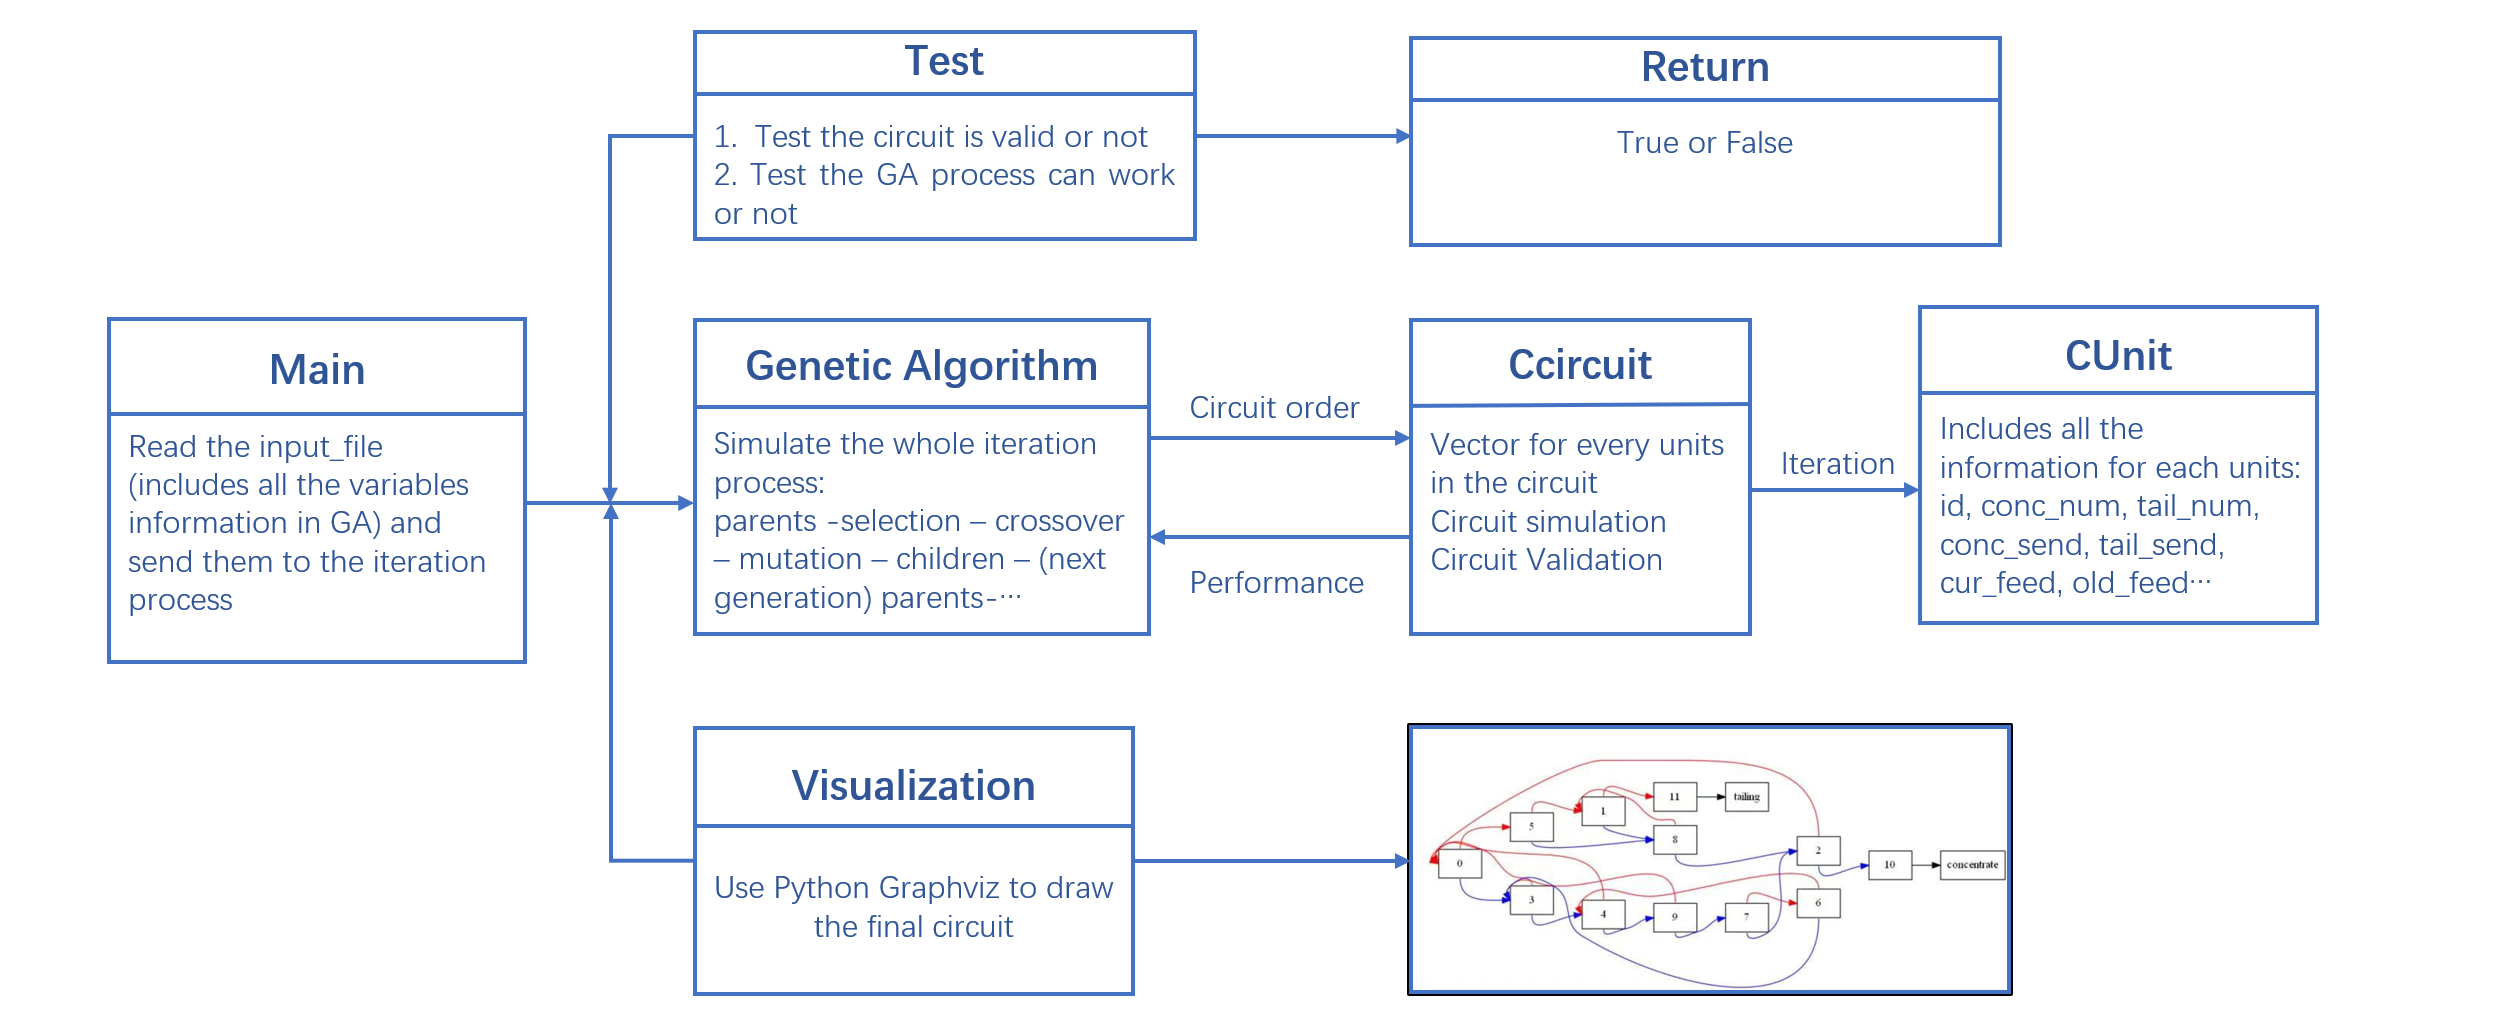 Test
1. Test the circuit is valid or not
2. Test the GA process can work
or not
Return
True or False
Main
Read the input_file
(includes all the variables
information in GA) and
send them to the iteration
process
Genetic Algorithm
Simulate the whole iteration
process:
parents -selection – crossover
– mutation – children – (next
generation) parents-···
Circuit order
Performance
Ccircuit
Vector for every units
in the circuit
Circuit simulation
Circuit Validation
Iteration
CUnit
Includes all the
information for each units:
id, conc_num, tail_num,
conc_send, tail_send,
cur_feed, old_feed···
Visualization
Use Python Graphviz to draw
the final circuit
11
tailing
1
5
8
2
0
10
concentrate
3
4
9
7
6